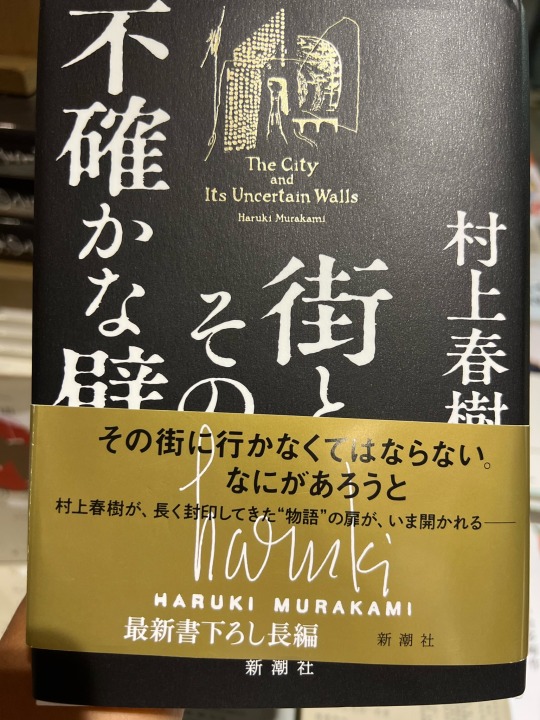 街と
その
不確かな壁
The City
and
Its Uncertain Walls
Haruki Murakami
村上春樹
その街に行かなくてはならない。
なにがあろうと
村上春樹が、長く封印してきた“物語”の扉が、いま開かれる――
haruki
HARUKI MURAKAMI
最新書下ろし長編
新潮社
新潮社